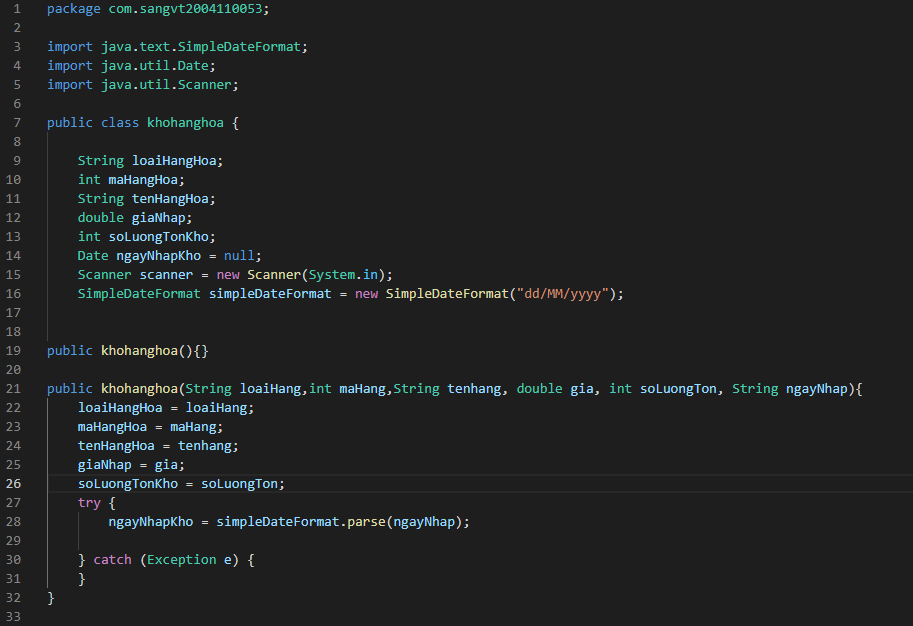 1 package com.sangvt2004110053;
2
3 import java.text.SimpleDateFormat;
4 import java.util.Date;
5 import java.util.Scanner;
6
7 public class khohanghoa {
8
9 String loaiHangHoa;
10 int maHangHoa;
11 String tenHangHoa;
12 double giaNhap;
13 int soLuongTonKho;
14 Date ngayNhapKho = null;
15 Scanner scanner = new Scanner(System.in);
16 SimpleDateFormat simpleDateFormat = new SimpleDateFormat("dd/MM/yyyy");
17
18
19 public khohanghoa(){}
20
21 public khohanghoa(String loaiHang,int maHang,String tenhang, double gia, int soLuongTon, String ngayNhap){
22 loaiHangHoa = loaiHang;
23 maHangHoa = maHang;
24 tenHangHoa = tenhang;
25 giaNhap = gia;
26 soLuongTonKho = soLuongTon;
27 try {
28 ngayNhapKho = simpleDateFormat.parse(ngayNhap);
29
30 } catch (Exception e) {
31 }
32 }
33